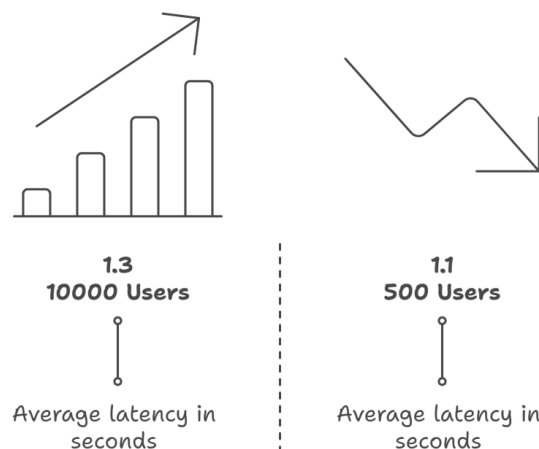 1.3
10000 Users
Average latency in
seconds
1.1
500 Users
Average latency in
seconds